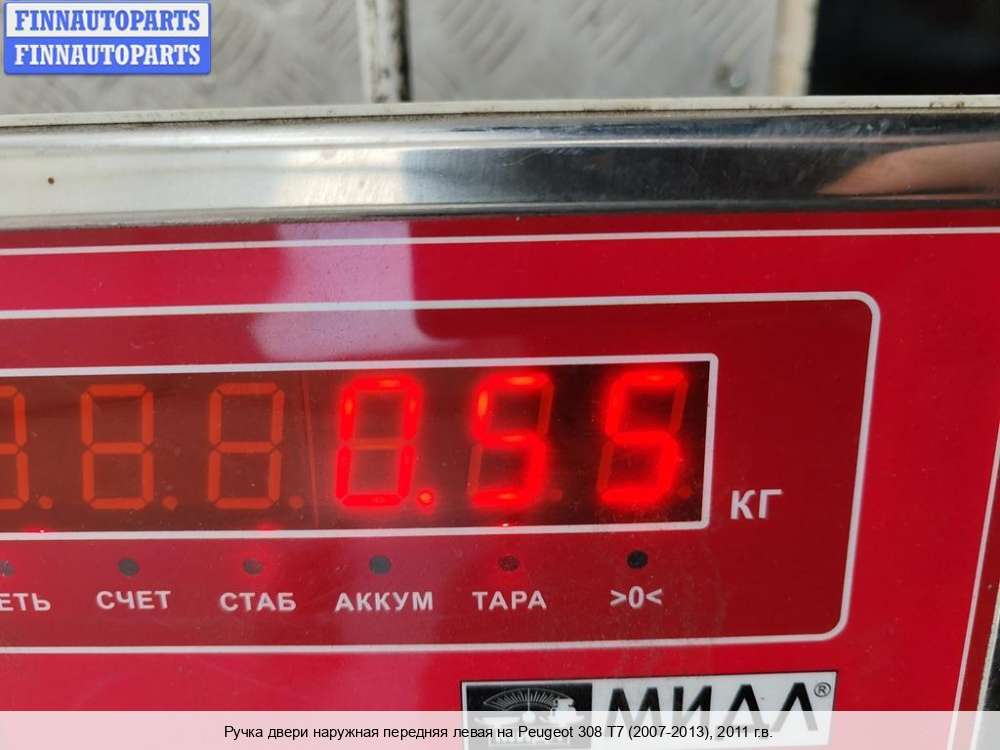 FINNAUTOPARTS
FINNAUTOPARTS
0.55
КГ
СЧЕТ СТАБ АККУМ ТАРА >0<
МИДЛ®
Ручка двери наружная передняя левая на Peugeot 308 T7 (2007-2013), 2011 г.в.